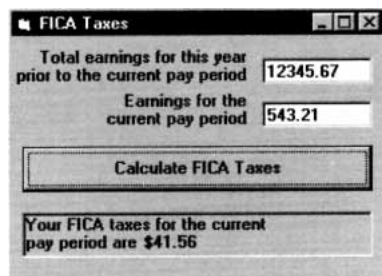 FICA Taxes
Total earnings for this year
prior to the current pay period
12345.67
Earnings for the
current pay period
543.21
Calculate FICA Taxes
Your FICA taxes for the current
pay period are $41.56